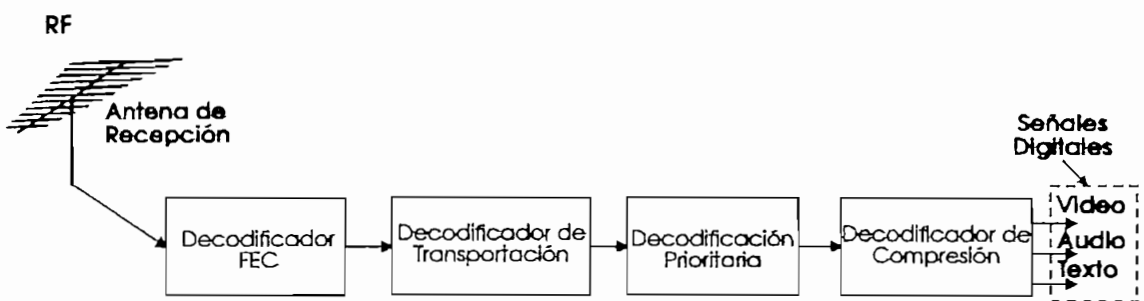 RF
Antena de
Recepción
Señales
Digitales
Decodificador
FEC
Decodificador de
Transportación
Decodificación
Prioritaria
Decodificador de
Compresión
Video
Audio
Texto